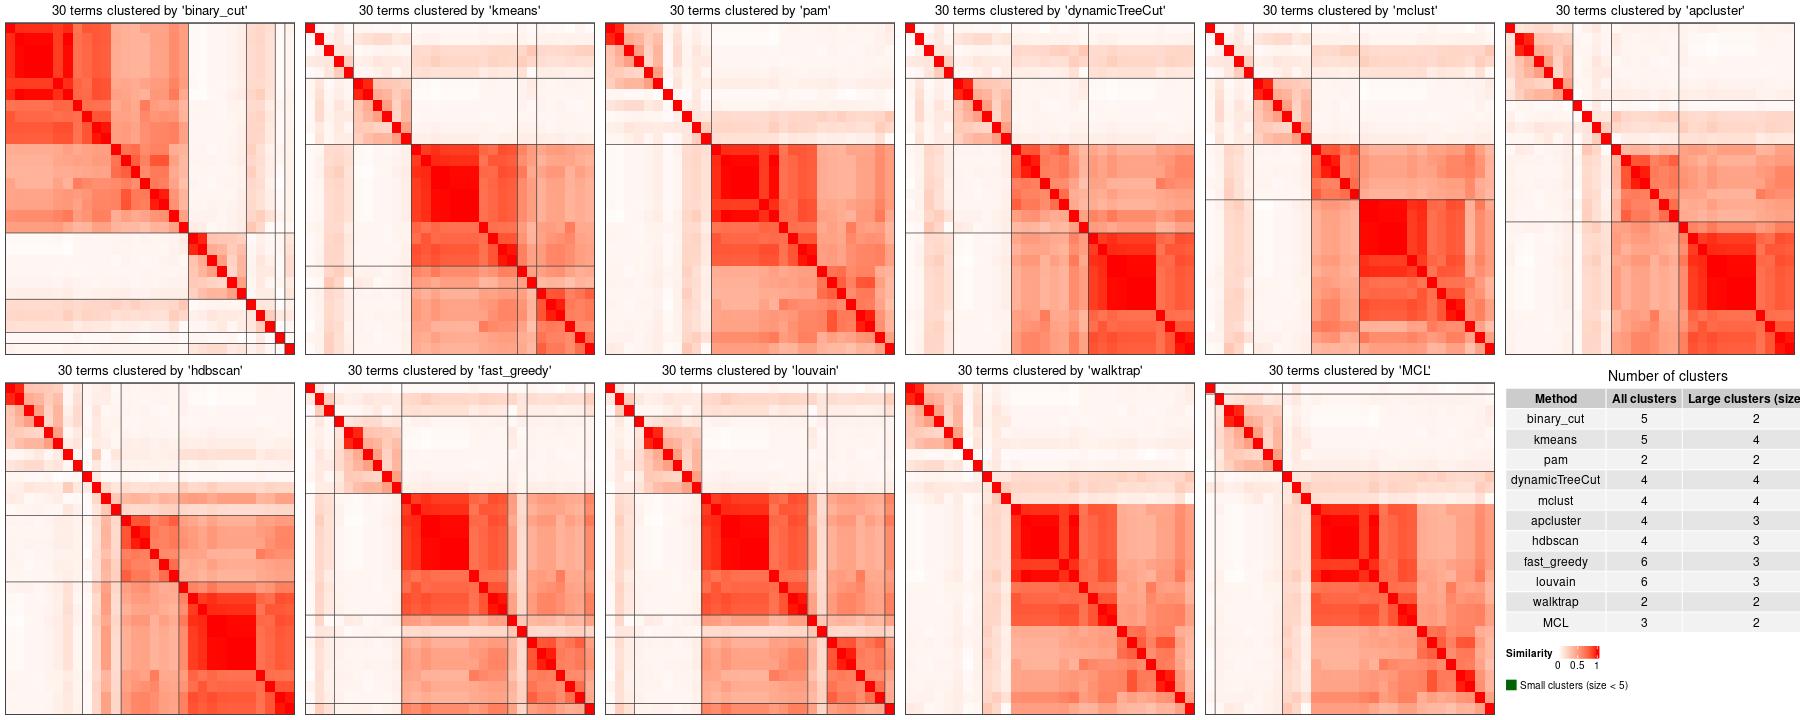 30 terms clustered by 'binary_cut'
30 terms clustered by 'kmeans'
30 terms clustered by 'pam'
30 terms clustered by 'dynamicTreeCut'
30 terms clustered by 'mclust'
30 terms clustered by 'apcluster'
30 terms clustered by 'hdbscan'
30 terms clustered by 'fast_greedy'
30 terms clustered by 'louvain'
30 terms clustered by 'walktrap'
30 terms clustered by 'MCL'
Number of clusters
Method All clusters Large clusters (size
binary_cut 5 2
kmeans 5 4
pam 2 2
dynamicTreeCut 4 4
mclust 4 4
apcluster 4 3
hdbscan 4 3
fast_greedy 6 3
louvain 6 3
walktrap 2 2
MCL 3 2
Similarity
0 0.5 1
Small clusters (size < 5)